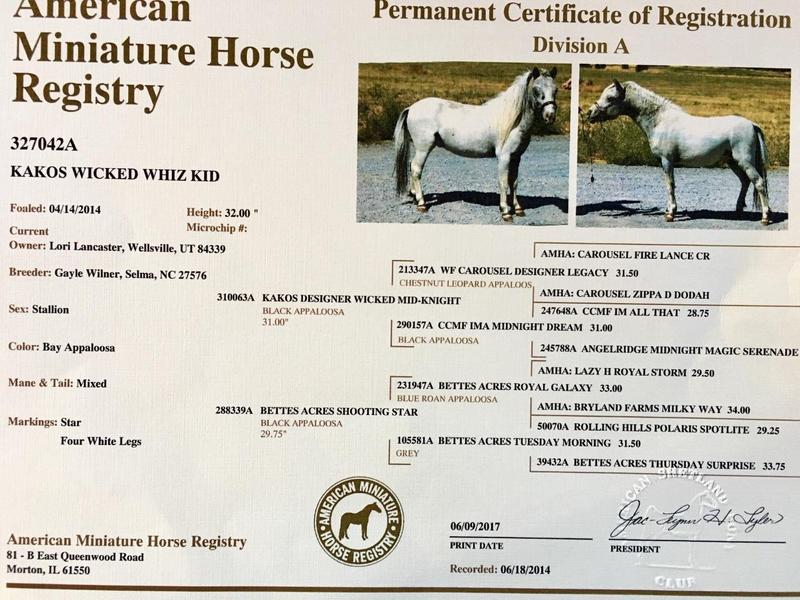 American
Miniature Horse
Registry
Permanent Certificate of Registration
Division A
327042A
KAKOS WICKED WHIZ KID
Foaled: 04/14/2014
Height: 32.00 "
Microchip #:
Current
Owner: Lori Lancaster, Wellsville, UT 84339
Breeder: Gayle Wilner, Selma, NC 27576
Sex: Stallion
Color: Bay Appaloosa
Mane & Tail: Mixed
Markings: Star
Four White Legs
310063A KAKOS DESIGNER WICKED MID-KNIGHT
BLACK APPALOOSA
31.00"
288339A BETTES ACRES SHOOTING STAR
BLACK APPALOOSA
29.75"
213347A WF CAROUSEL DESIGNER LEGACY 31.50
CHESTNUT LEOPARD APPALOOS
290157A CCMF IMA MIDNIGHT DREAM 31.00
BLACK APPALOOSA
231947A BETTES ACRES ROYAL GALAXY 33.00
BLUE ROAN APPALOOSA
105581A BETTES ACRES TUESDAY MORNING 31.50
GREY
AMHA: CAROUSEL FIRE LANCE CR
AMHA: CAROUSEL ZIPPA D DODAH
247648A CCMF IM ALL THAT 28.75
245788A ANGELRIDGE MIDNIGHT MAGIC SERENADE
AMHA: LAZY H ROYAL STORM 29.50
AMHA: BRYLAND FARMS MILKY WAY 34.00
50070A ROLLING HILLS POLARIS SPOTLITE 29.25
39432A BETTES ACRES THURSDAY SURPRISE 33.75
American Miniature Horse Registry
81 - B East Queenwood Road
Morton, IL 61550
AMERICAN MINIATURE
HORSE REGISTRY
06/09/2017
PRINT DATE
Recorded: 06/18/2014
Jac-Lynn H. Tyler
PRESIDENT
SHETLAND
CLUB